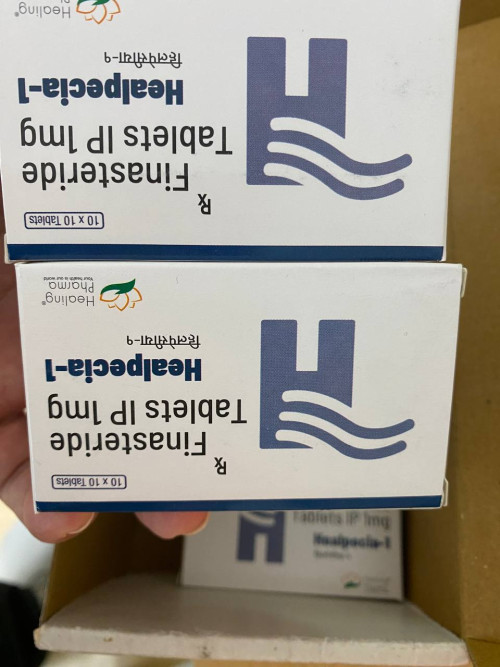 10 x 10 Tablets
Rx
Finasteride
Tablets IP 1mg
Healpecia-1
हिलपेसीया-१
Healing®
10 x 10 Tablets
Rx
Finasteride
Tablets IP 1mg
Healpecia-1
हिलपेसीया-१
Healing®
Pharma
Your health is our world
Tablets IP 1mg
Healpecia-1